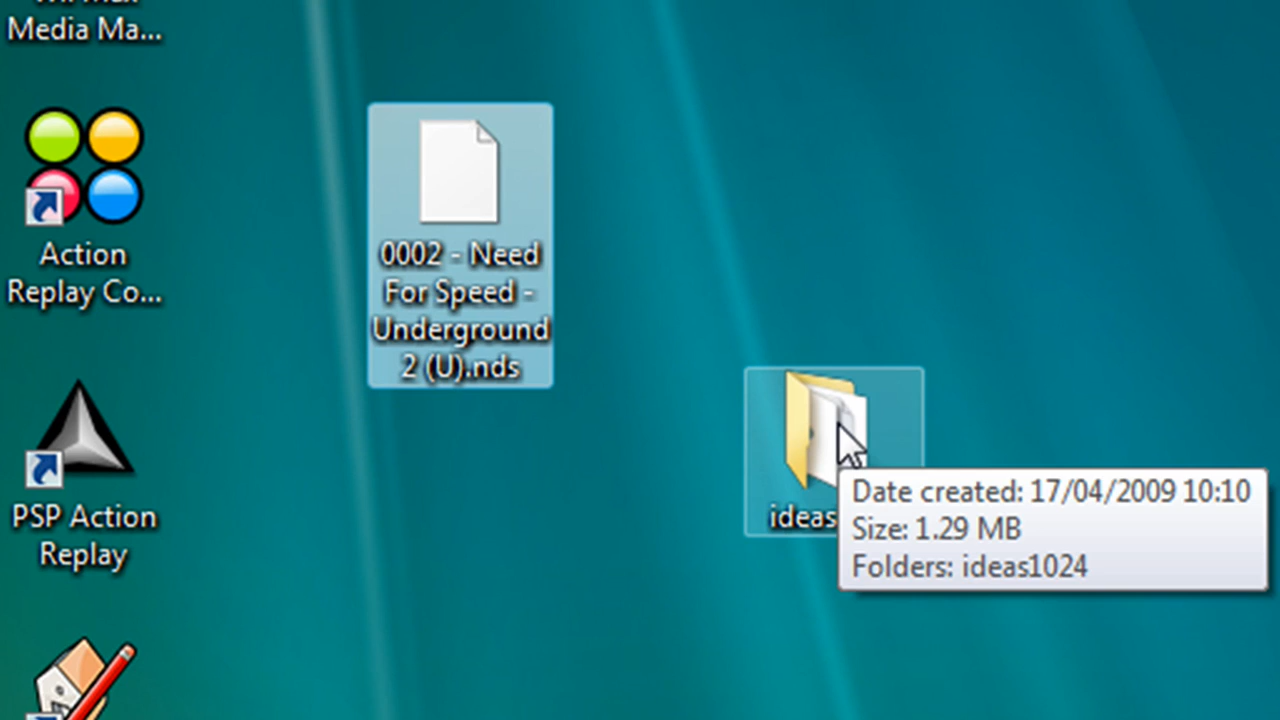 Media Ma...
Action
Replay Co...
PSP Action
Replay
0002 - Need
For Speed -
Underground
2 (U).nds
ideas
Date created: 17/04/2009 10:10
Size: 1.29 MB
Folders: ideas1024